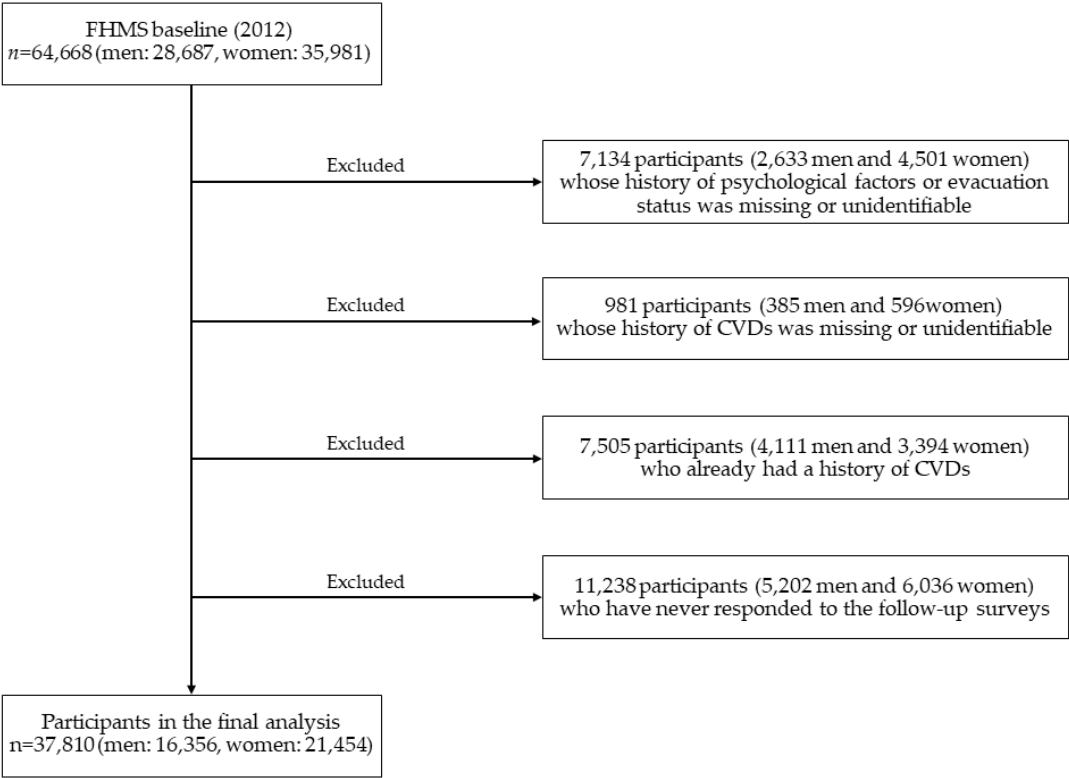 FHMS baseline (2012)
n=64,668 (men: 28,687, women: 35,981)
Excluded
7,134 participants (2,633 men and 4,501 women)
whose history of psychological factors or evacuation
status was missing or unidentifiable
Excluded
981 participants (385 men and 596women)
whose history of CVDs was missing or unidentifiable
Excluded
7,505 participants (4,111 men and 3,394 women)
who already had a history of CVDs
Excluded
11,238 participants (5,202 men and 6,036 women)
who have never responded to the follow-up surveys
Participants in the final analysis
n=37,810 (men: 16,356, women: 21,454)